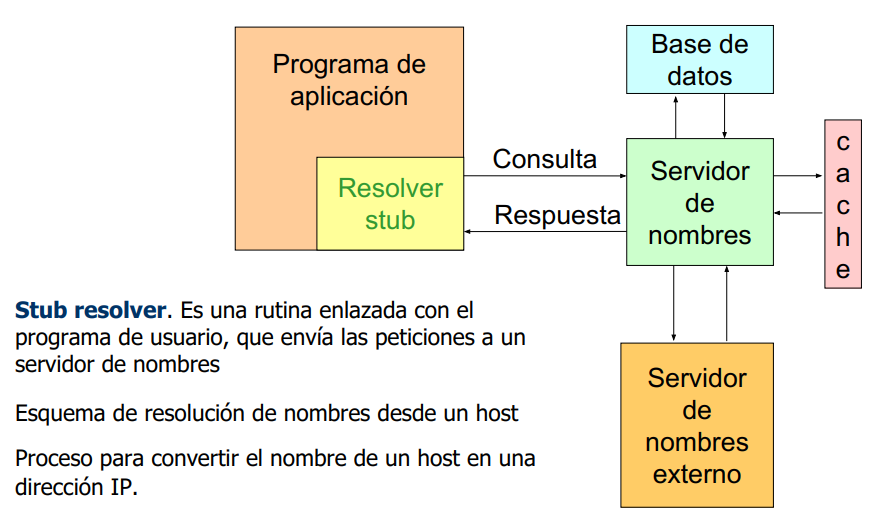 Programa de
aplicación
Resolver
stub
Consulta
Respuesta
Base de
datos
Servidor
de
nombres
c
a
c
h
e
Servidor
de
nombres
externo
Stub resolver. Es una rutina enlazada con el
programa de usuario, que envía las peticiones a un
servidor de nombres
Esquema de resolución de nombres desde un host
Proceso para convertir el nombre de un host en una
dirección IP.